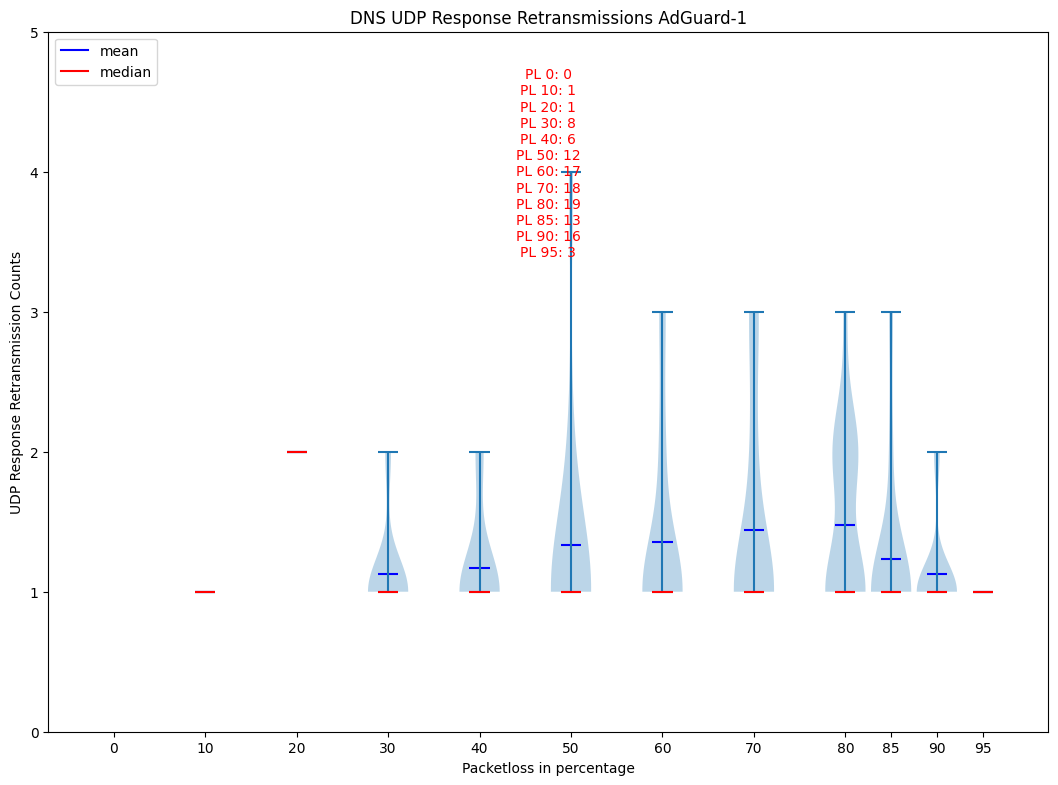 DNS UDP Response Retransmissions AdGuard-1
mean
median
PL 0: 0
PL 10: 1
PL 20: 1
PL 30: 8
PL 40: 6
PL 50: 12
PL 60: 17
PL 70: 18
PL 80: 19
PL 85: 13
PL 90: 16
PL 95: 3
UDP Response Retransmission Counts
5
4
3
2
1
0
0 10 20 30 40 50 60 70 80 85 90 95
Packetloss in percentage